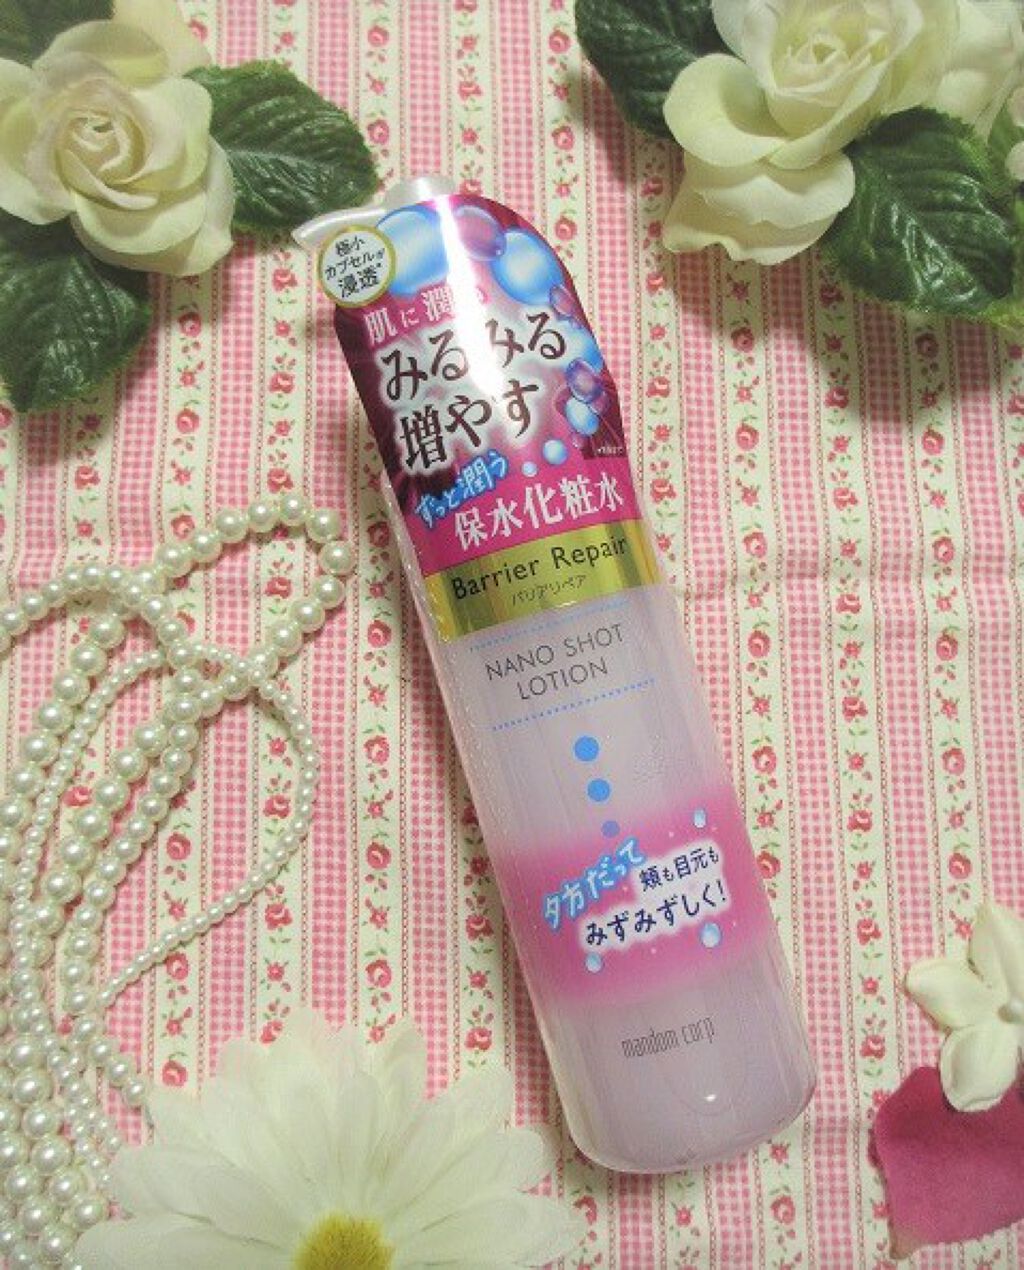 極小
カプセルが
浸透*
肌に潤
みるみる
増やす
ずっと潤う
保水化粧水
Barrier Repair
バリアリペア
NANO SHOT
LOTION
夕方だって
頬も目元も
みずみずしく!
mandom corp